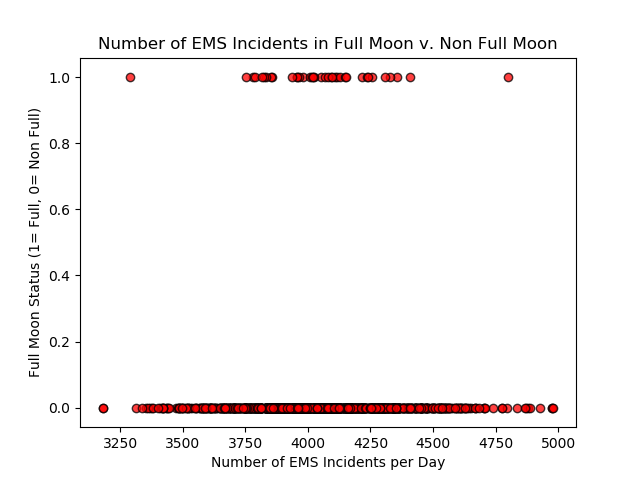 Number of EMS Incidents in Full Moon v. Non Full Moon
1.0
0.8
0.6
0.4
0.2
0.0
Full Moon Status (1= Full, 0= Non Full)
3250 3500 3750 4000 4250 4500 4750 5000
Number of EMS Incidents per Day